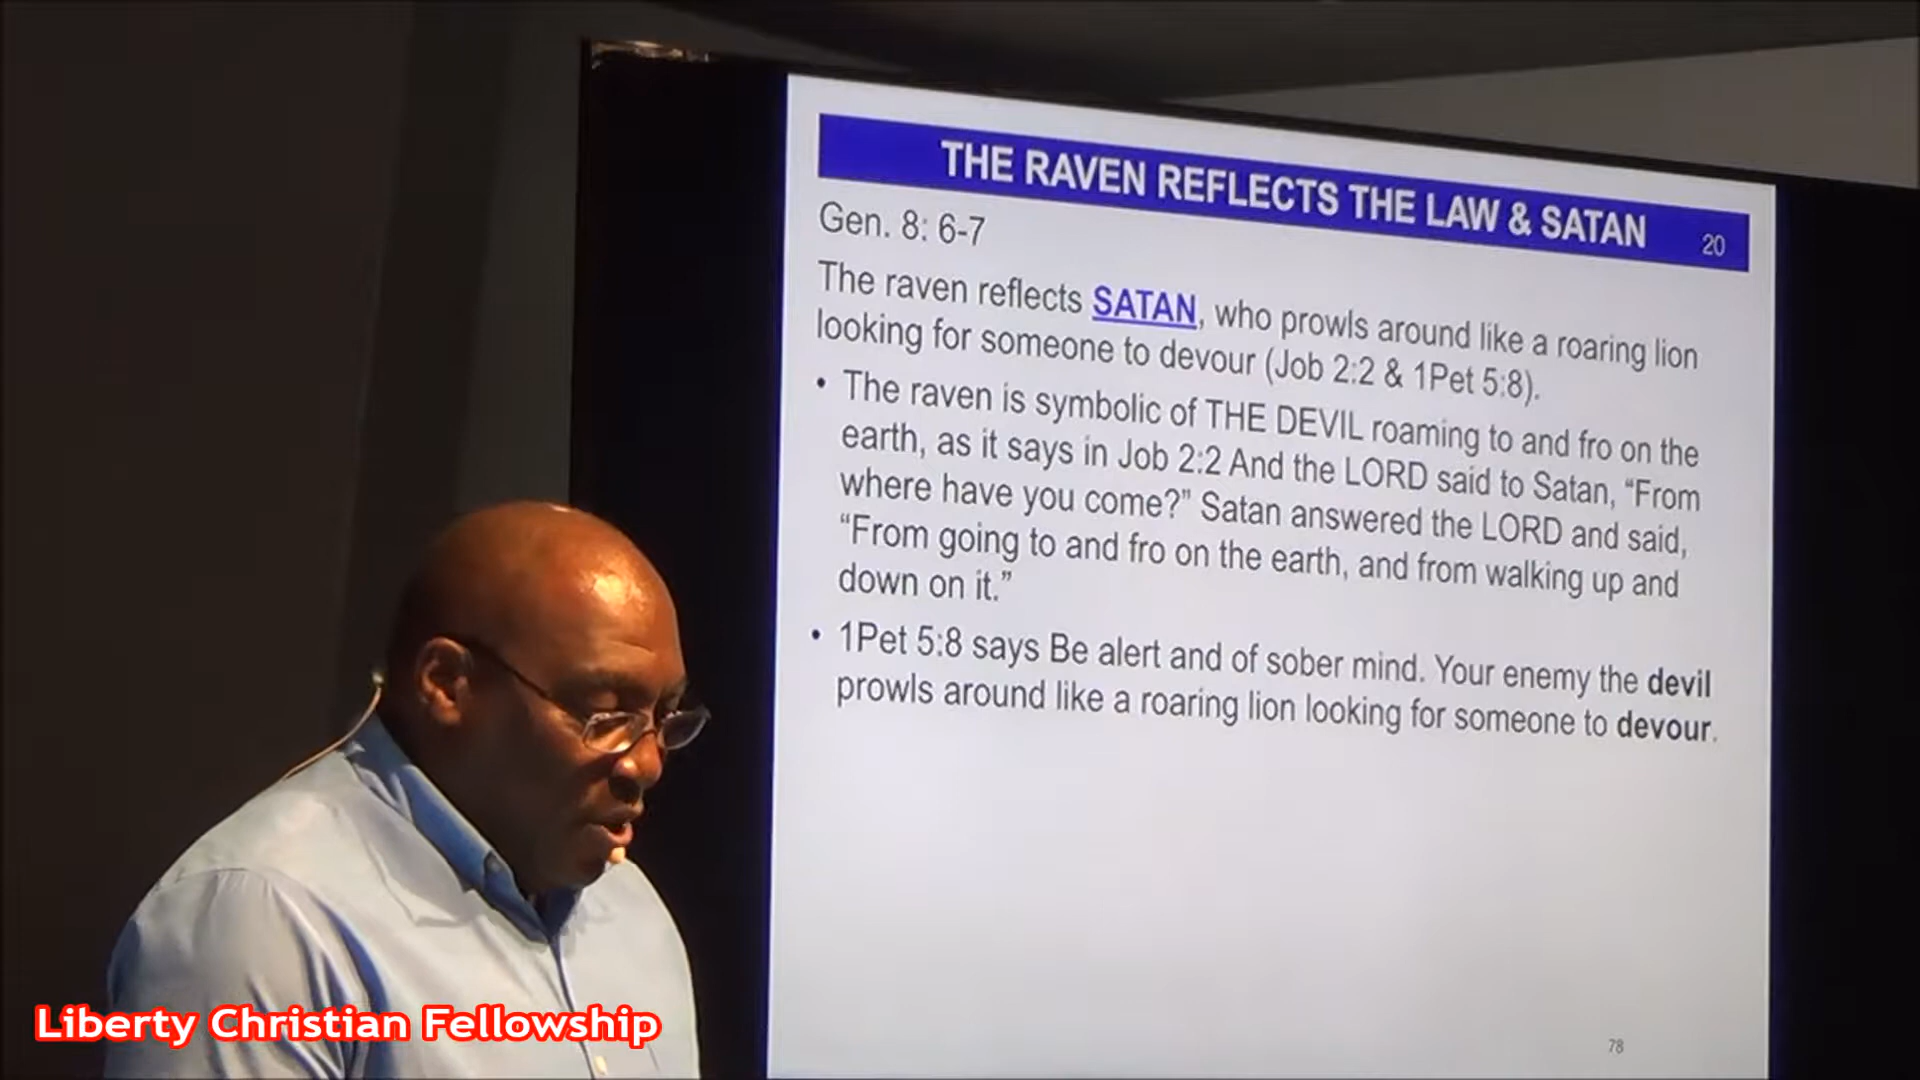 THE RAVEN REFLECTS THE LAW & SATAN 20
Gen. 8: 6-7
The raven reflects SATAN, who prowls around like a roaring lion
looking for someone to devour (Job 2:2 & 1Pet 5:8).
• The raven is symbolic of THE DEVIL roaming to and fro on the
earth, as it says in Job 2:2 And the LORD said to Satan, “From
where have you come?” Satan answered the LORD and said,
“From going to and fro on the earth, and from walking up and
down on it.”
• 1Pet 5:8 says Be alert and of sober mind. Your enemy the devil
prowls around like a roaring lion looking for someone to devour.
78
Liberty Christian Fellowship